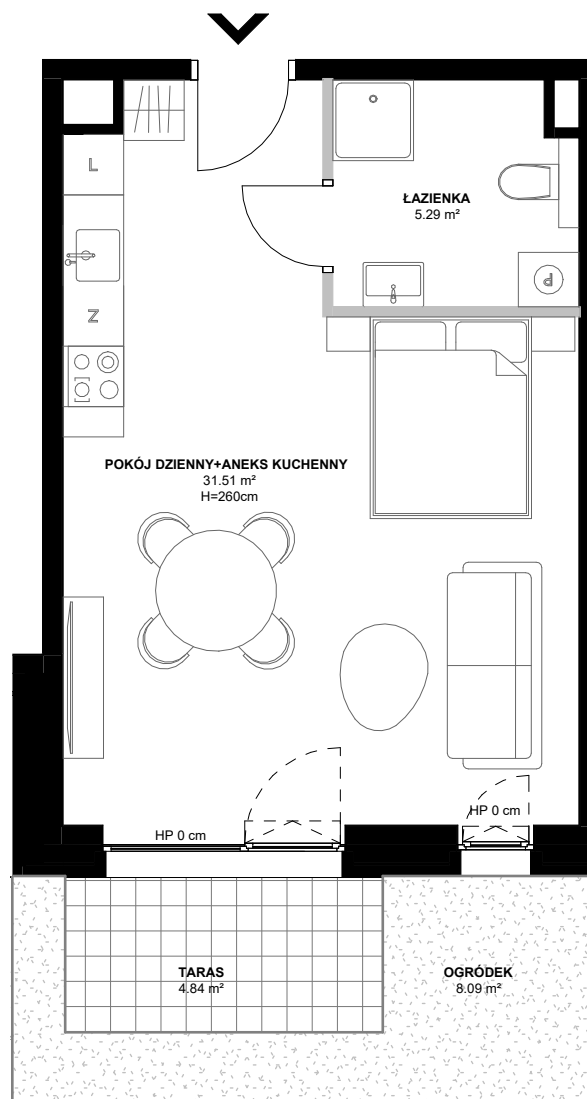 L
ŁAZIENKA
5.29 m²
P
Z
POKÓJ DZIENNY+ANEKS KUCHENNY
31.51 m²
H=260cm
HP 0 cm
HP 0 cm
TARAS
4.84 m²
OGRÓDEK
8.09 m²